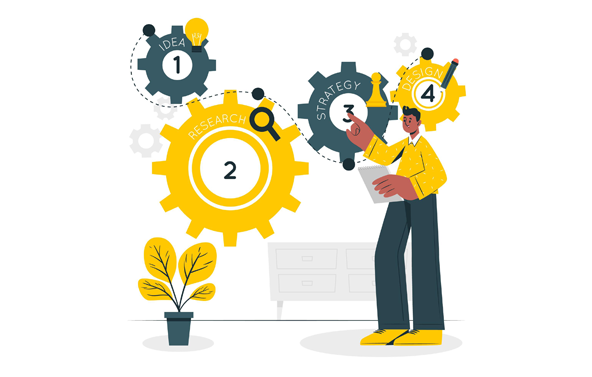 IDEA
1
RESEARCH
2
STRATEGY
3
DESIGN
4